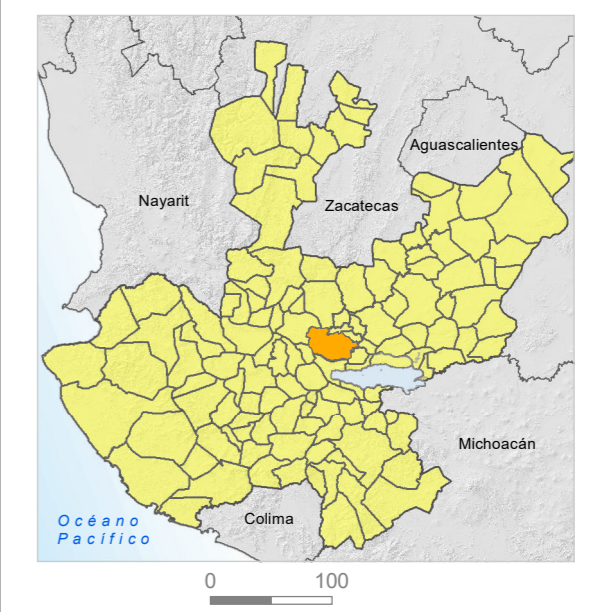 Aguascalientes
Nayarit
Zacatecas
Michoacán
Océano
Pacífico
Colima
0 100